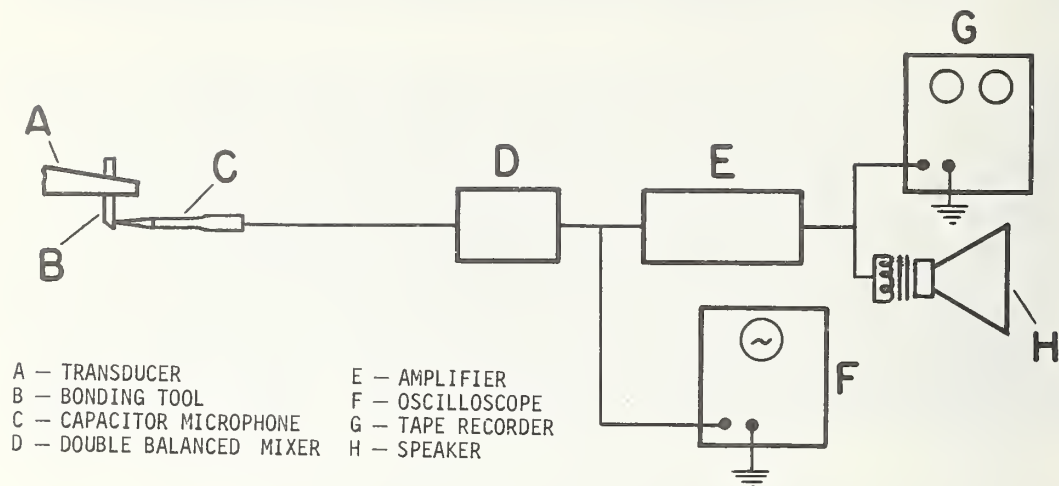 G
A
D
E
C
B
H
F
A — TRANSDUCER
B — BONDING TOOL
C — CAPACITOR MICROPHONE
D — DOUBLE BALANCED MIXER
E — AMPLIFIER
F — OSCILLOSCOPE
G — TAPE RECORDER
H — SPEAKER